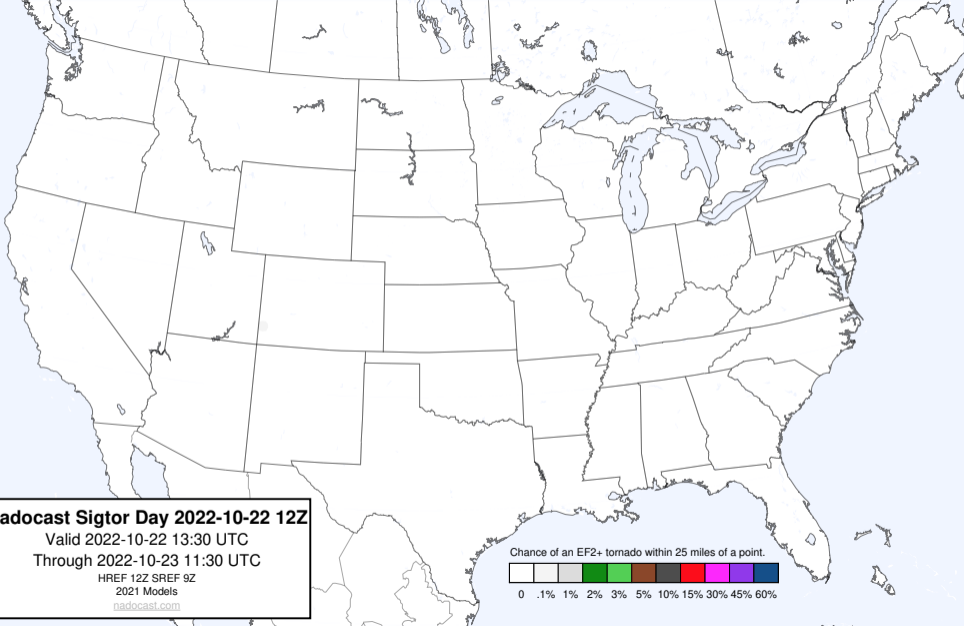 adocast Sigtor Day 2022-10-22 12Z
Valid 2022-10-22 13:30 UTC
Through 2022-10-23 11:30 UTC
HREF 12Z SREF 9Z
2021 Models
nadocast.com
Chance of an EF2+ tornado within 25 miles of a point.
0 .1% 1% 2% 3% 5% 10% 15% 30% 45% 60%